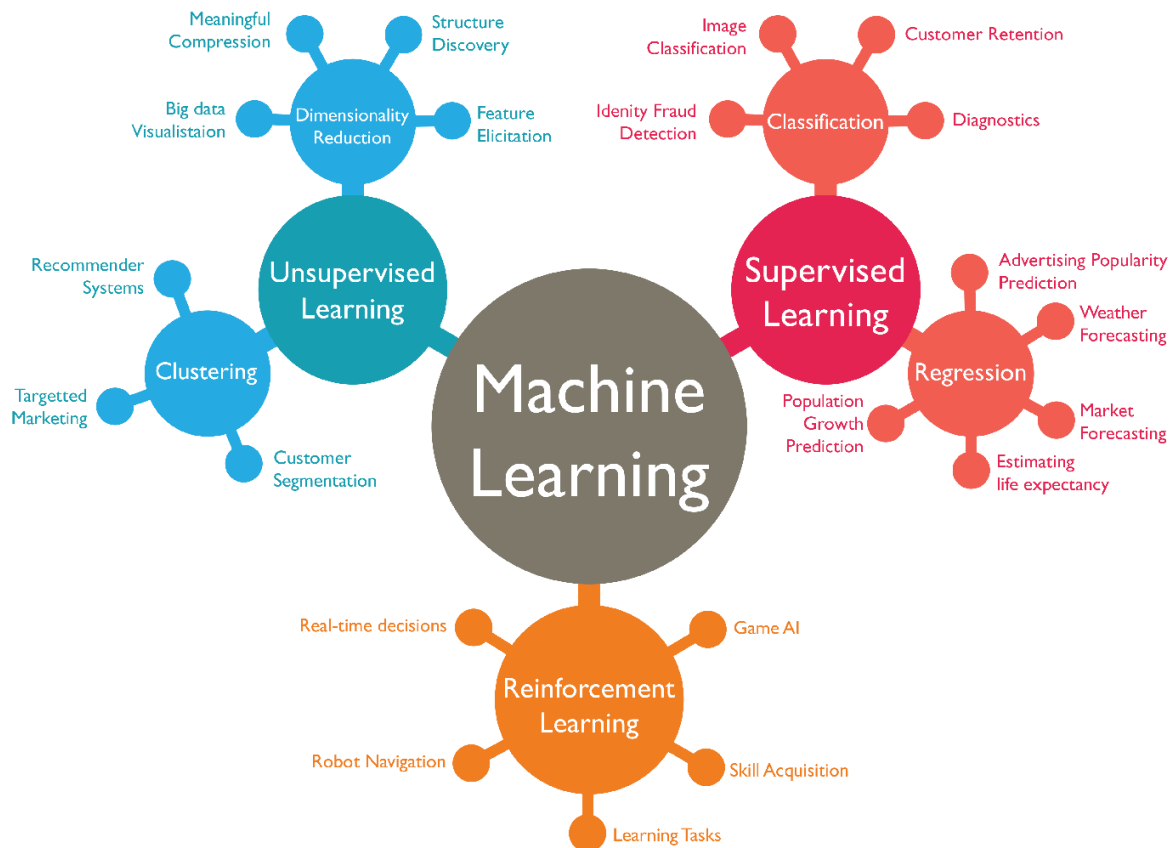 Meaningful
Compression
Structure
Discovery
Big data
Visualistaion
Dimensionality
Reduction
Feature
Elicitation
Image
Classification
Customer Retention
Idenity Fraud
Detection
Classification
Diagnostics
Recommender
Systems
Unsupervised
Learning
Clustering
Targetted
Marketing
Customer
Segmentation
Machine
Learning
Supervised
Learning
Advertising Popularity
Prediction
Weather
Forecasting
Regression
Population
Growth
Prediction
Market
Forecasting
Estimating
life expectancy
Real-time decisions
Game AI
Reinforcement
Learning
Robot Navigation
Skill Acquisition
Learning Tasks